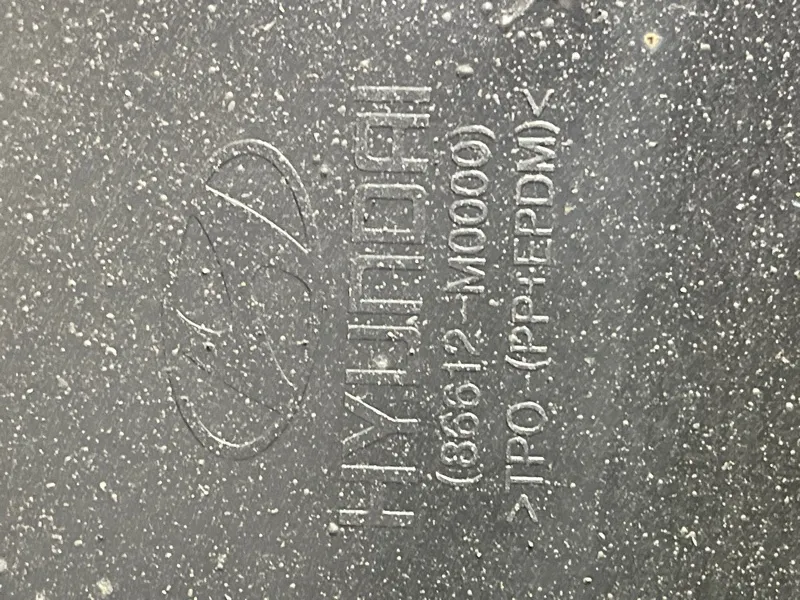 HYUNDAI
(86612-M0000)
>TPO-(PP+EPDM)<